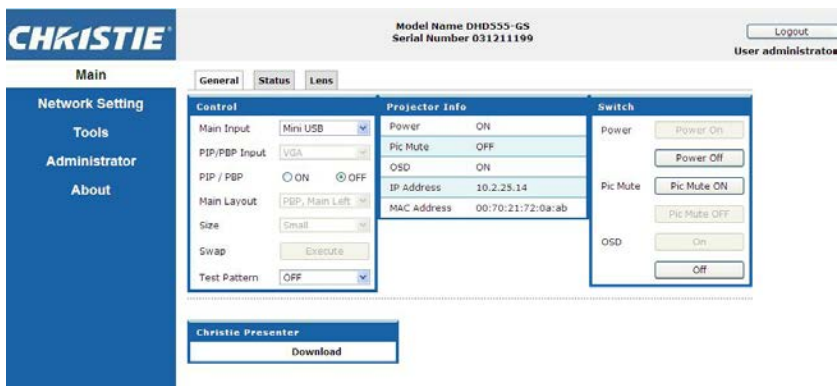 CHRISTIE
Model Name DHD555-GS
Serial Number 031211199
Logout
User administrator
Main
Network Setting
Tools
Administrator
About
General Status Lens
Control
Main Input Mini USB
PIP/PBP Input VGA
PIP / PBP ON OFF
Main Layout PBP, Main Left
Size Small
Swap Execute
Test Pattern OFF
Projector Info
Power ON
Pic Mute OFF
OSD ON
IP Address 10.2.25.14
MAC Address 00:70:21:72:0a:ab
Switch
Power Power On
Power Off
Pic Mute Pic Mute ON
Pic Mute OFF
OSD On
Off
Christie Presenter
Download